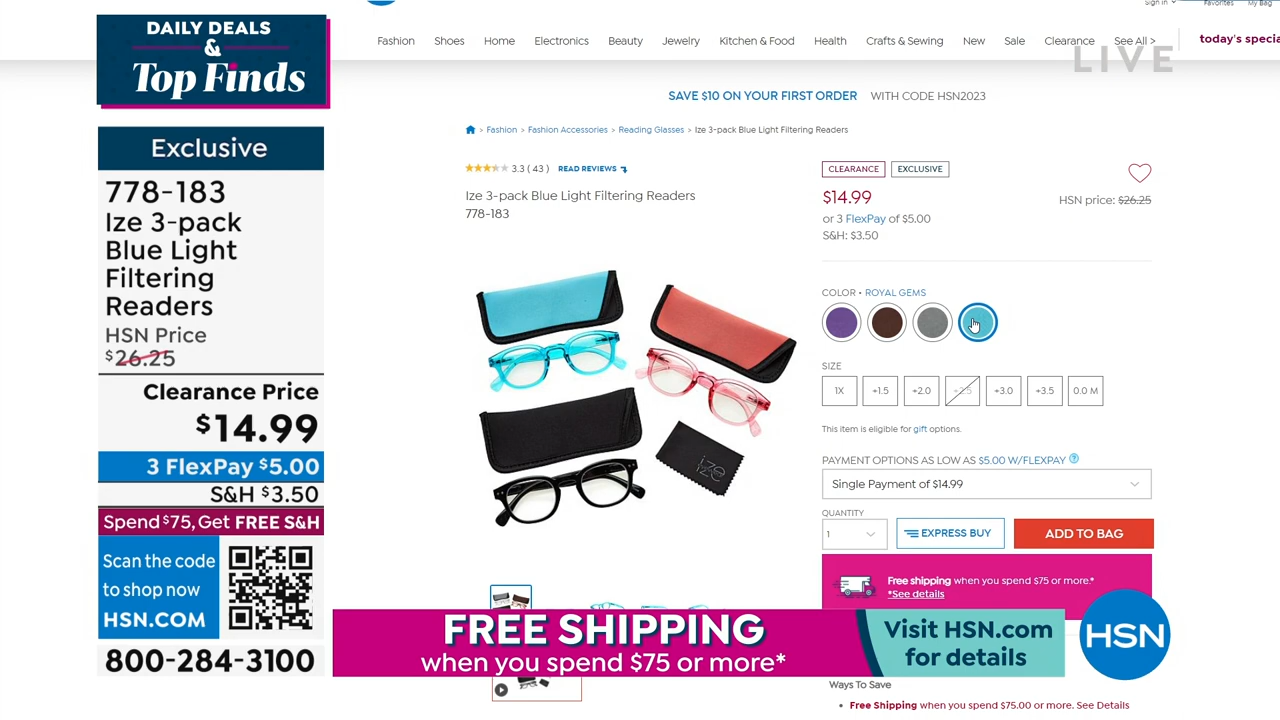 Sign in
Favorites
My Bag
Fashion
Shoes
Home
Electronics
Beauty
Jewelry
Kitchen & Food
Health
Crafts & Sewing
New
Sale
Clearance
See All >
today's specia
LIVE
DAILY DEALS
&
Top Finds
Exclusive
778-183
Ize 3-pack
Blue Light
Filtering
Readers
HSN Price
$26.25
Clearance Price
$14.99
3 FlexPay $5.00
S&H $3.50
Spend $75, Get FREE S&H
Scan the code
to shop now
HSN.COM
800-284-3100
SAVE $10 ON YOUR FIRST ORDER WITH CODE HSN2023
> Fashion > Fashion Accessories > Reading Glasses > Ize 3-pack Blue Light Filtering Readers
3.3 ( 43 ) READ REVIEWS
Ize 3-pack Blue Light Filtering Readers
778-183
ize
CLEARANCE
EXCLUSIVE
$14.99
HSN price: $26.25
or 3 FlexPay of $5.00
S&H: $3.50
COLOR • ROYAL GEMS
SIZE
1X
+1.5
+2.0
+2.5
+3.0
+3.5
0.0 M
This item is eligible for gift options.
PAYMENT OPTIONS AS LOW AS $5.00 W/FLEXPAY ?
Single Payment of $14.99
QUANTITY
1
EXPRESS BUY
ADD TO BAG
Free shipping when you spend $75 or more.*
*See details
FREE SHIPPING
when you spend $75 or more*
Visit HSN.com
for details
HSN
Ways To Save
• Free Shipping when you spend $75.00 or more. See Details